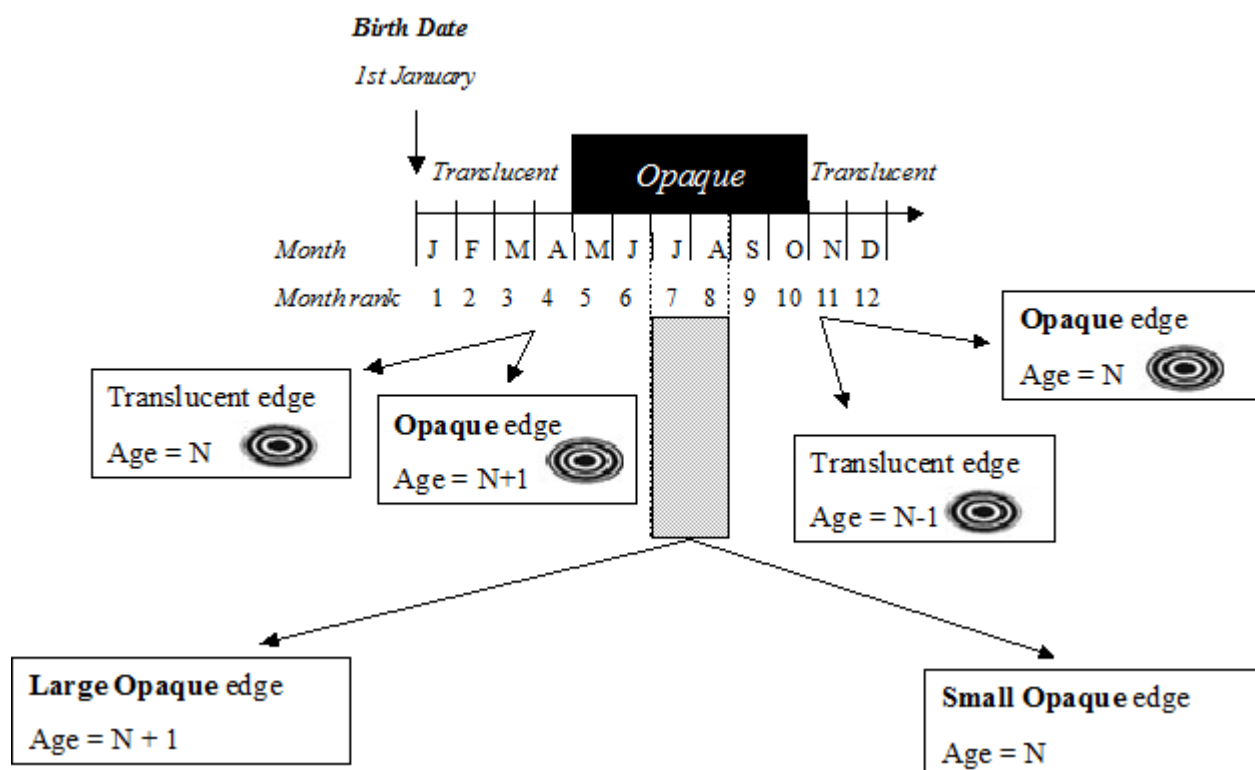 Birth Date
1st January
Translucent
Opaque
Translucent
Month J F M A M J J A S O N D
Month rank 1 2 3 4 5 6 7 8 9 10 11 12
Opaque edge
Age = N
Translucent edge
Age = N
Opaque edge
Age = N+1
Translucent edge
Age = N-1
Large Opaque edge
Age = N + 1
Small Opaque edge
Age = N